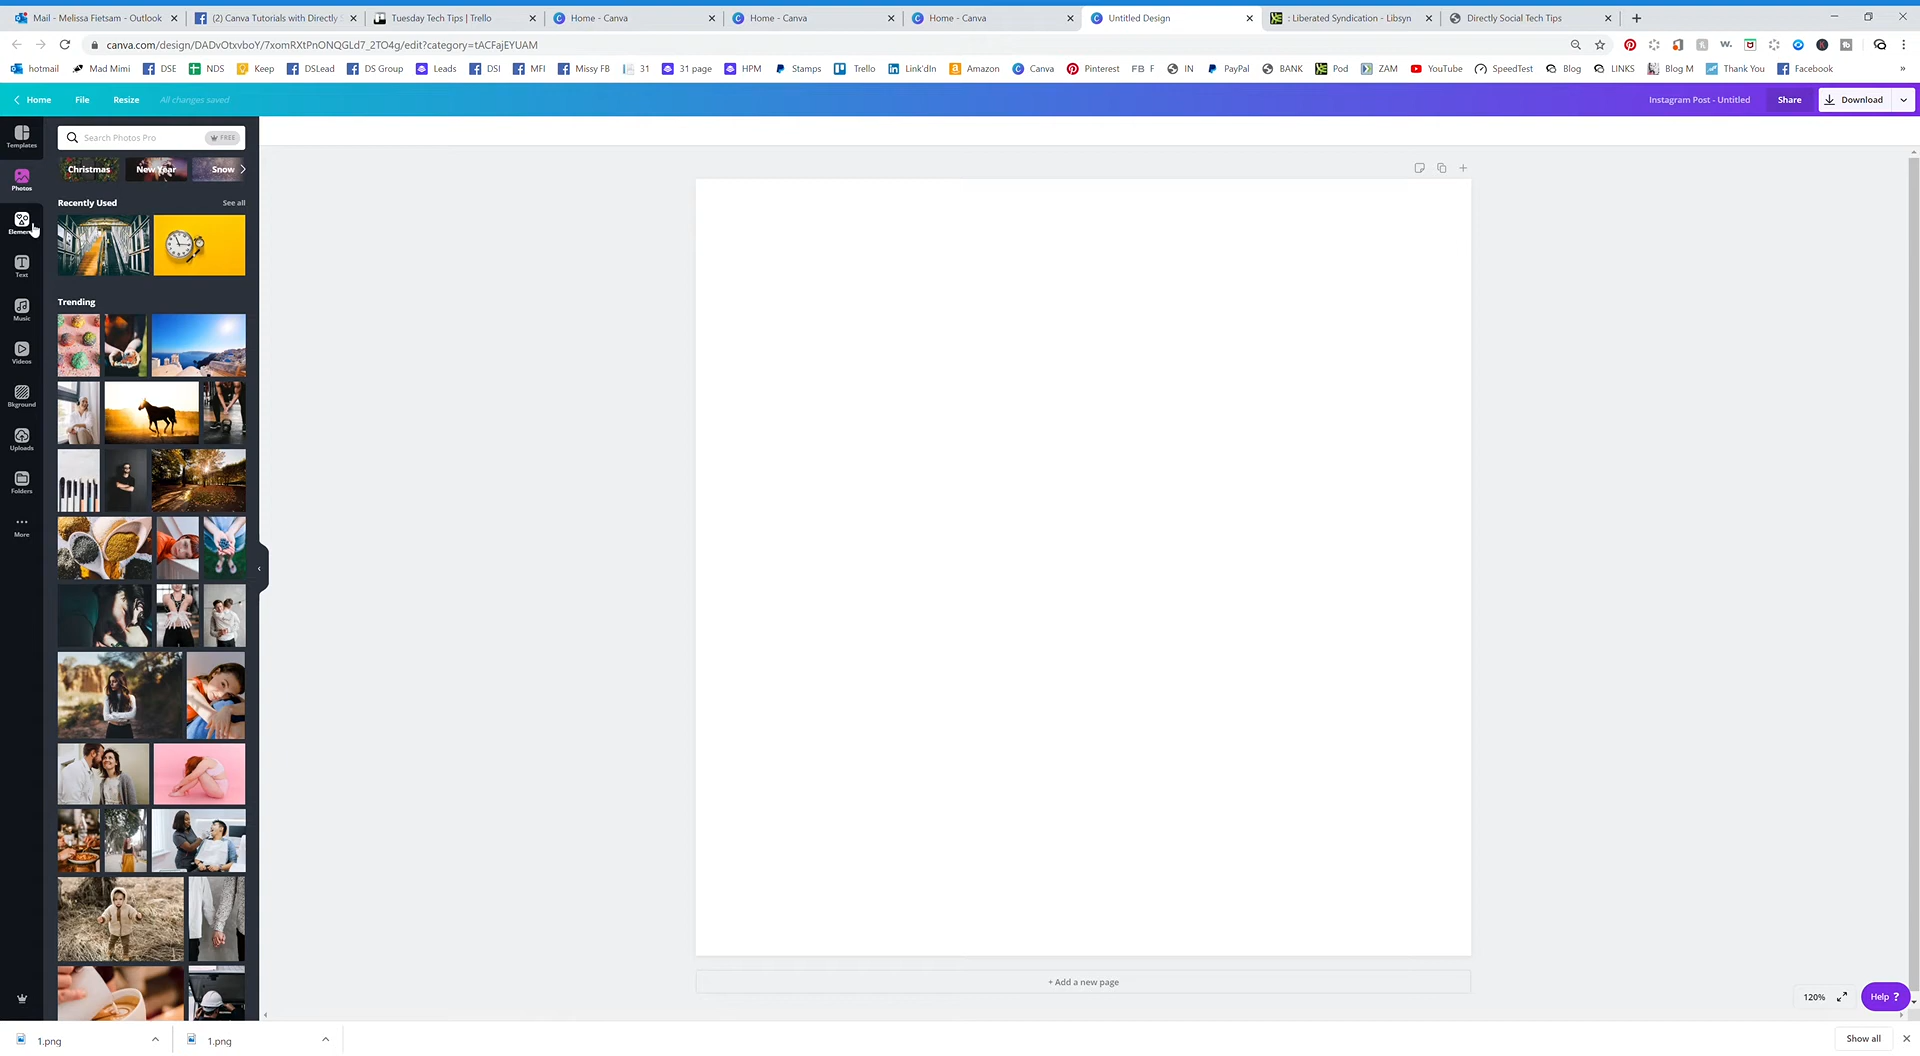 Mail - Melissa Fietsam - Outlook
(2) Canva Tutorials with Directly S
Tuesday Tech Tips | Trello
Home - Canva
Home - Canva
Home - Canva
Untitled Design
: Liberated Syndication - Libsyn
Directly Social Tech Tips
canva.com/design/DADvOtxvboY/7xomRXtPnONQGLd7_2TO4g/edit?category=tACFajEYUAM
hotmail Mad Mimi DSE NDS Keep DSLead DS Group Leads DSI MFI Missy FB 31 31 page HPM Stamps Trello Link'dIn Amazon Canva Pinterest FB F IN PayPal BANK Pod ZAM YouTube SpeedTest Blog LINKS Blog M Thank You Facebook
Home File Resize All changes saved Instagram Post - Untitled Share Download
Templates
Photos
Elements
Text
Music
Videos
Bkground
Uploads
Folders
More
Search Photos Pro FREE
Christmas New Year Snow
Recently Used See all
Trending
+ Add a new page
120% Help ?
1.png 1.png Show all